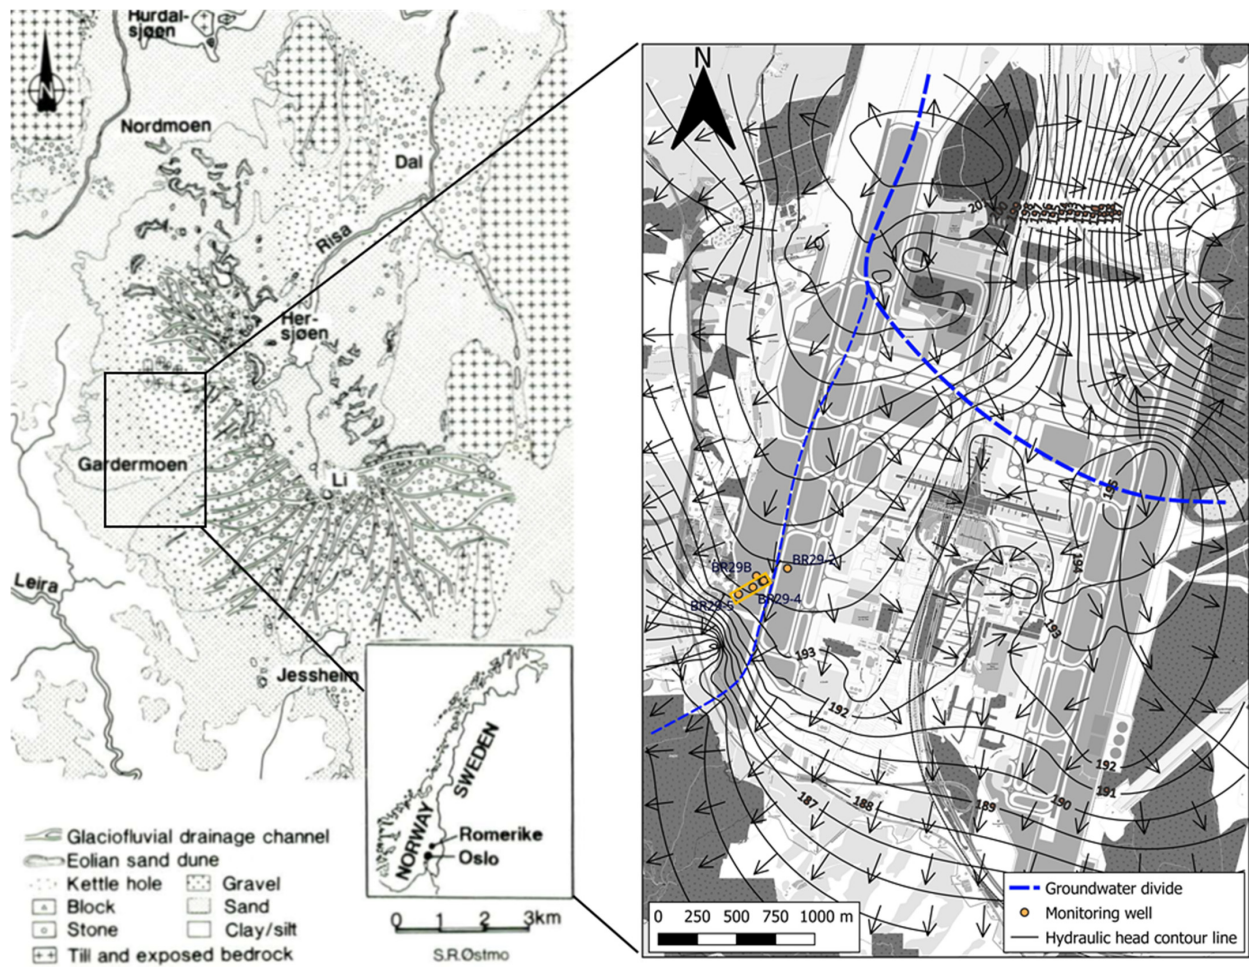 Hurdal-
sjøen
N
Nordmoen
Dal
Risa
Her-
sjøen
Gardermoen
Li
Leira
Jessheim
NORWAY
SWEDEN
Romerike
Oslo
Glaciofluvial drainage channel
Eolian sand dune
Kettle hole
Gravel
Block
Sand
Stone
Clay/silt
Till and exposed bedrock
0 1 2 3km
S.R.Østmo
N
195
194
193
BR29B
BR29-2
BR29-4
BR29-5
193
192
192
191
190
189
188
187
0 250 500 750 1000 m
Groundwater divide
Monitoring well
Hydraulic head contour line